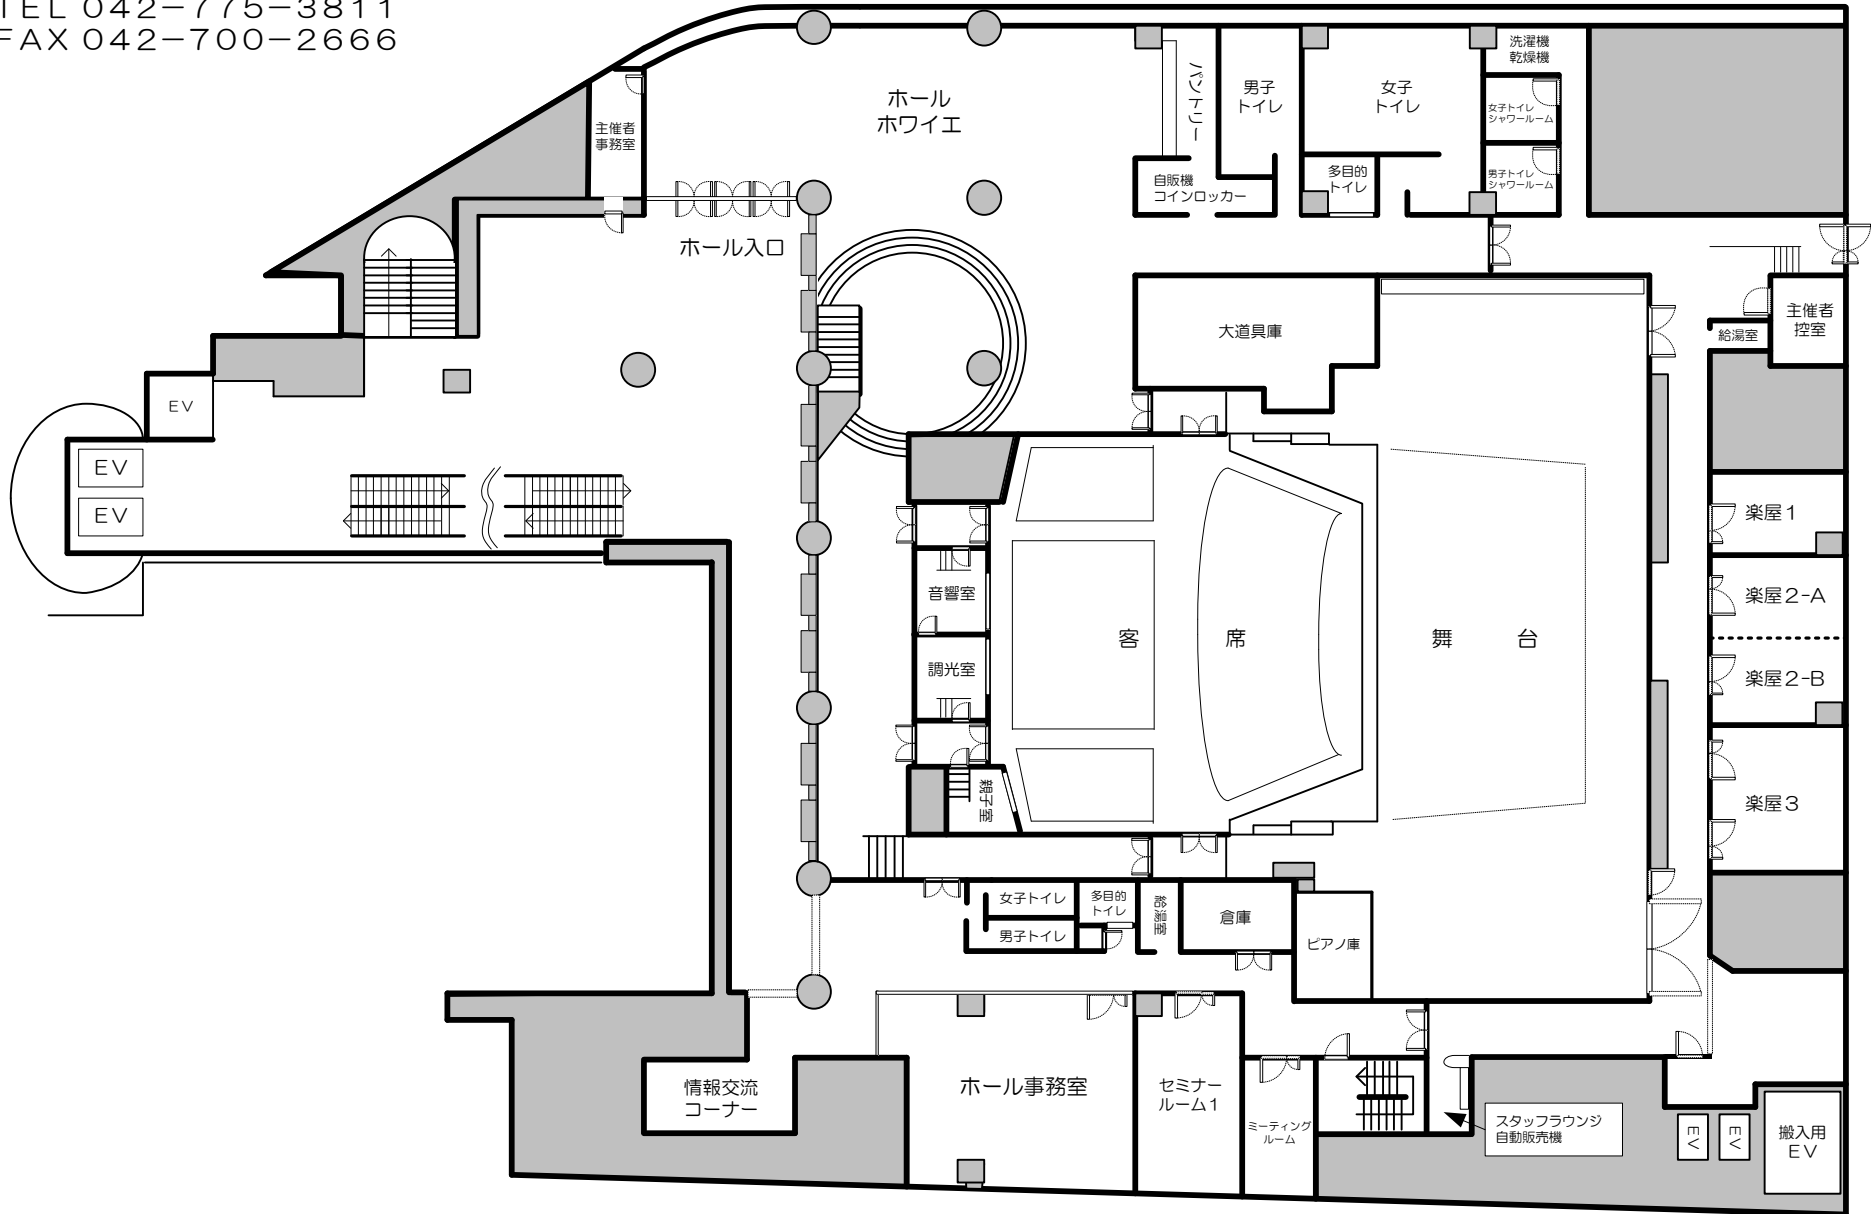 TEL 042−775−3811
FAX 042−700−2666
洗濯機
乾燥機
パントリー
男子
トイレ
女子
トイレ
ホール
ホワイエ
主催者
事務室
女子トイレ
シャワールーム
男子トイレ
シャワールーム
多目的
トイレ
自販機
コインロッカー
ホール入口
大道具庫
主催者
控室
給湯室
EV
EV
EV
楽屋1
音響室
楽屋2-A
客席
舞台
調光室
楽屋2-B
親子室
楽屋3
女子トイレ
多目的
トイレ
給湯室
倉庫
男子トイレ
ピアノ庫
情報交流
コーナー
ホール事務室
セミナー
ルーム1
ミーティング
ルーム
スタッフラウンジ
自動販売機
EV
EV
搬入用
EV